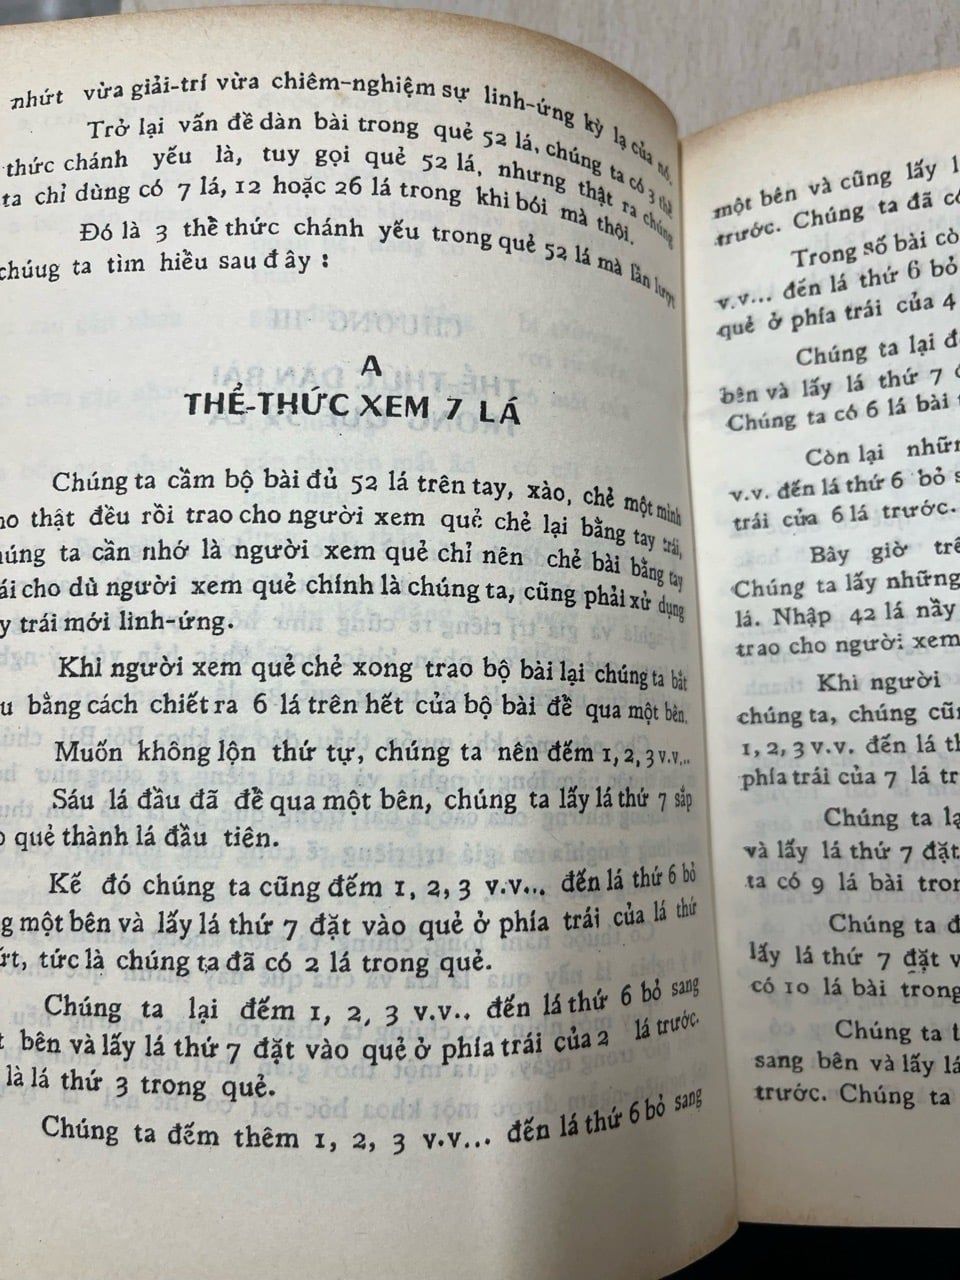 nhứt vừa giải-trí vừa chiêm-nghiệm sự linh-ứng kỳ lạ của nó.
Trở lại vấn đề dàn bài trong quẻ 52 lá, chúng ta có 3 thể
thức chánh yếu là, tuy gọi quẻ 52 lá, nhưng thật ra chúng
ta chỉ dùng có 7 lá, 12 hoặc 26 lá trong khi bói mà thôi.
Đó là 3 thể thức chánh yếu trong quẻ 52 lá mà lần lượt
chúug ta tìm hiểu sau đây :
A
THỂ-THỨC XEM 7 LÁ
Chúng ta cầm bộ bài đủ 52 lá trên tay, xào, chẻ một mình
ho thật đều rồi trao cho người xem quẻ chẻ lại bằng tay trái,
húng ta cần nhớ là người xem quẻ chỉ nên chẻ bài bằng tay
ái cho dù người xem quẻ chính là chúng ta, cũng phải xử dụng
y trái mới linh-ứng.
Khi người xem quẻ chẻ xong trao bộ bài lại chúng ta bắt
u bằng cách chiết ra 6 lá trên hết của bộ bài để qua một bên.
Muốn không lộn thứ tự, chúng ta nên đếm 1, 2, 3 v.v...
Sáu lá đầu đã để qua một bên, chúng ta lấy lá thứ 7 sắp
o quẻ thành lá đầu tiên.
Kế đó chúng ta cũng đếm 1, 2, 3 v.v... đến lá thứ 6 bỏ
ng một bên và lấy lá thứ 7 đặt vào quẻ ở phía trái của lá thứ
ứt, tức là chúng ta đã có 2 lá trong quẻ.
Chúng ta lại đếm 1, 2, 3 v.v.. đến lá thứ 6 bỏ sang
t bên và lấy lá thứ 7 đặt vào quẻ ở phía trái của 2 lá trước.
là lá thứ 3 trong quẻ.
Chúng ta đếm thêm 1, 2, 3 v.v... đến lá thứ 6 bỏ sang
một bên và cũng lấy l
trước. Chúng ta đã có
Trong số bài cò
v.v... đến lá thứ 6 bỏ
quẻ ở phía trái của 4
Chúng ta lại đ
bên và lấy lá thứ 7 đ
Chúng ta có 6 lá bài t
Còn lại những
v.v. đến lá thứ 6 bỏ s
trái của 6 lá trước.
Bây giờ trê
Chúng ta lấy những
lá. Nhập 42 lá nầy
trao cho người xem
Khi người
chúng ta, chúng cũn
1, 2, 3 v.v. đến lá th
phía trái của 7 lá tr
Chúng ta lạ
và lấy lá thứ 7 đặt
ta có 9 lá bài tron
Chúng ta đ
lấy lá thứ 7 đặt v
có 10 lá bài trong
Chúng ta t
sang bên và lấy lá
trước. Chúng ta